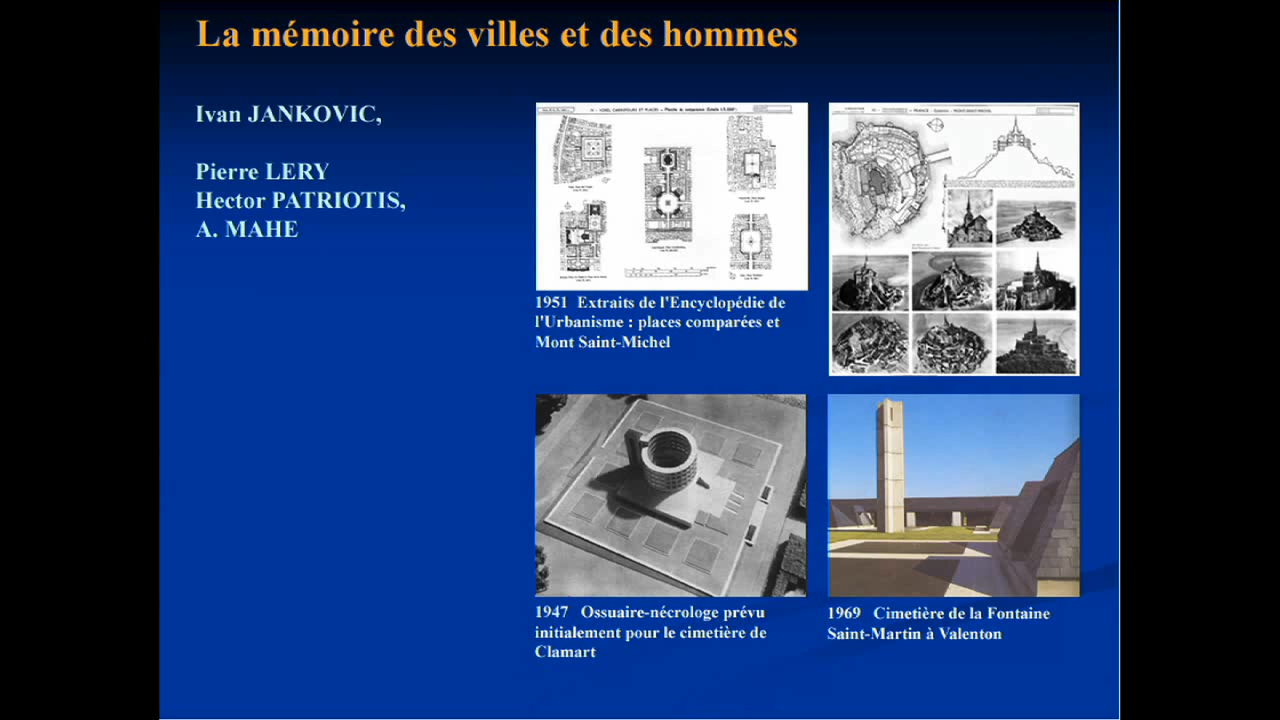 La mémoire des villes et des hommes
Ivan JANKOVIC,
Pierre LERY
Hector PATRIOTIS,
A. MAHE
1951 Extraits de l'Encyclopédie de
l'Urbanisme : places comparées et
Mont Saint-Michel
1947 Ossuaire-nécrologe prévu
initialement pour le cimetière de
Clamart
1969 Cimetière de la Fontaine
Saint-Martin à Valenton